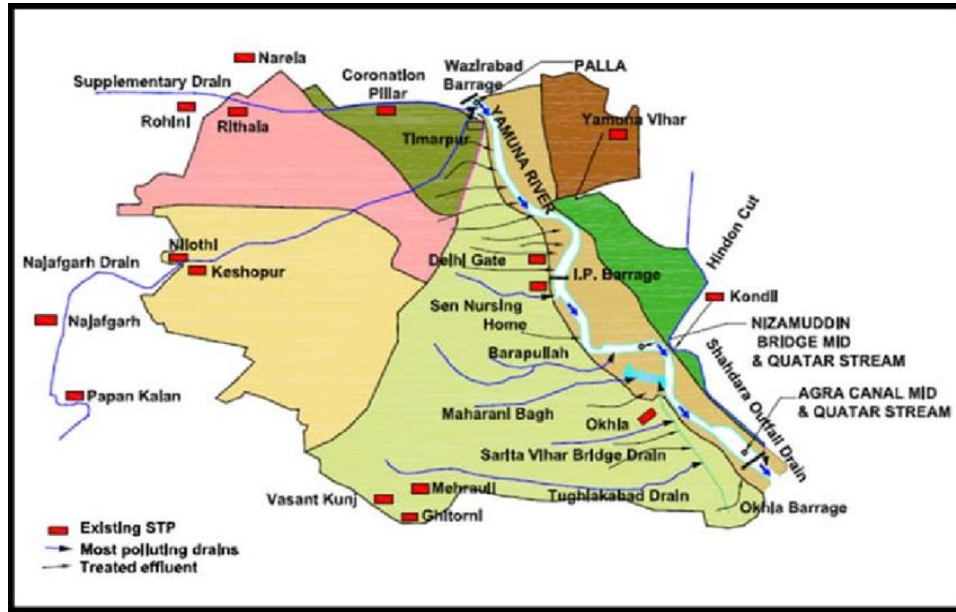 Narela
Supplementary Drain
Coronation
Pillar
Wazirabad
Barrage
PALLA
Rohini
Rithala
Timarpur
Yamuna Vihar
YAMUNA RIVER
Hindon Cut
Nilothi
Najafgarh Drain
Keshopur
Delhi Gate
I.P. Barrage
Kondli
Najafgarh
Sen Nursing
Home
NIZAMUDDIN
BRIDGE MID
& QUATAR STREAM
Barapullah
Papan Kalan
Shahdara Outfall Drain
AGRA CANAL MID
& QUATAR STREAM
Maharani Bagh
Okhla
Sarita Vihar Bridge Drain
Mehrauli
Vasant Kunj
Tughlakabad Drain
Ghitorni
Okhla Barrage
Existing STP
Most polluting drains
Treated effluent